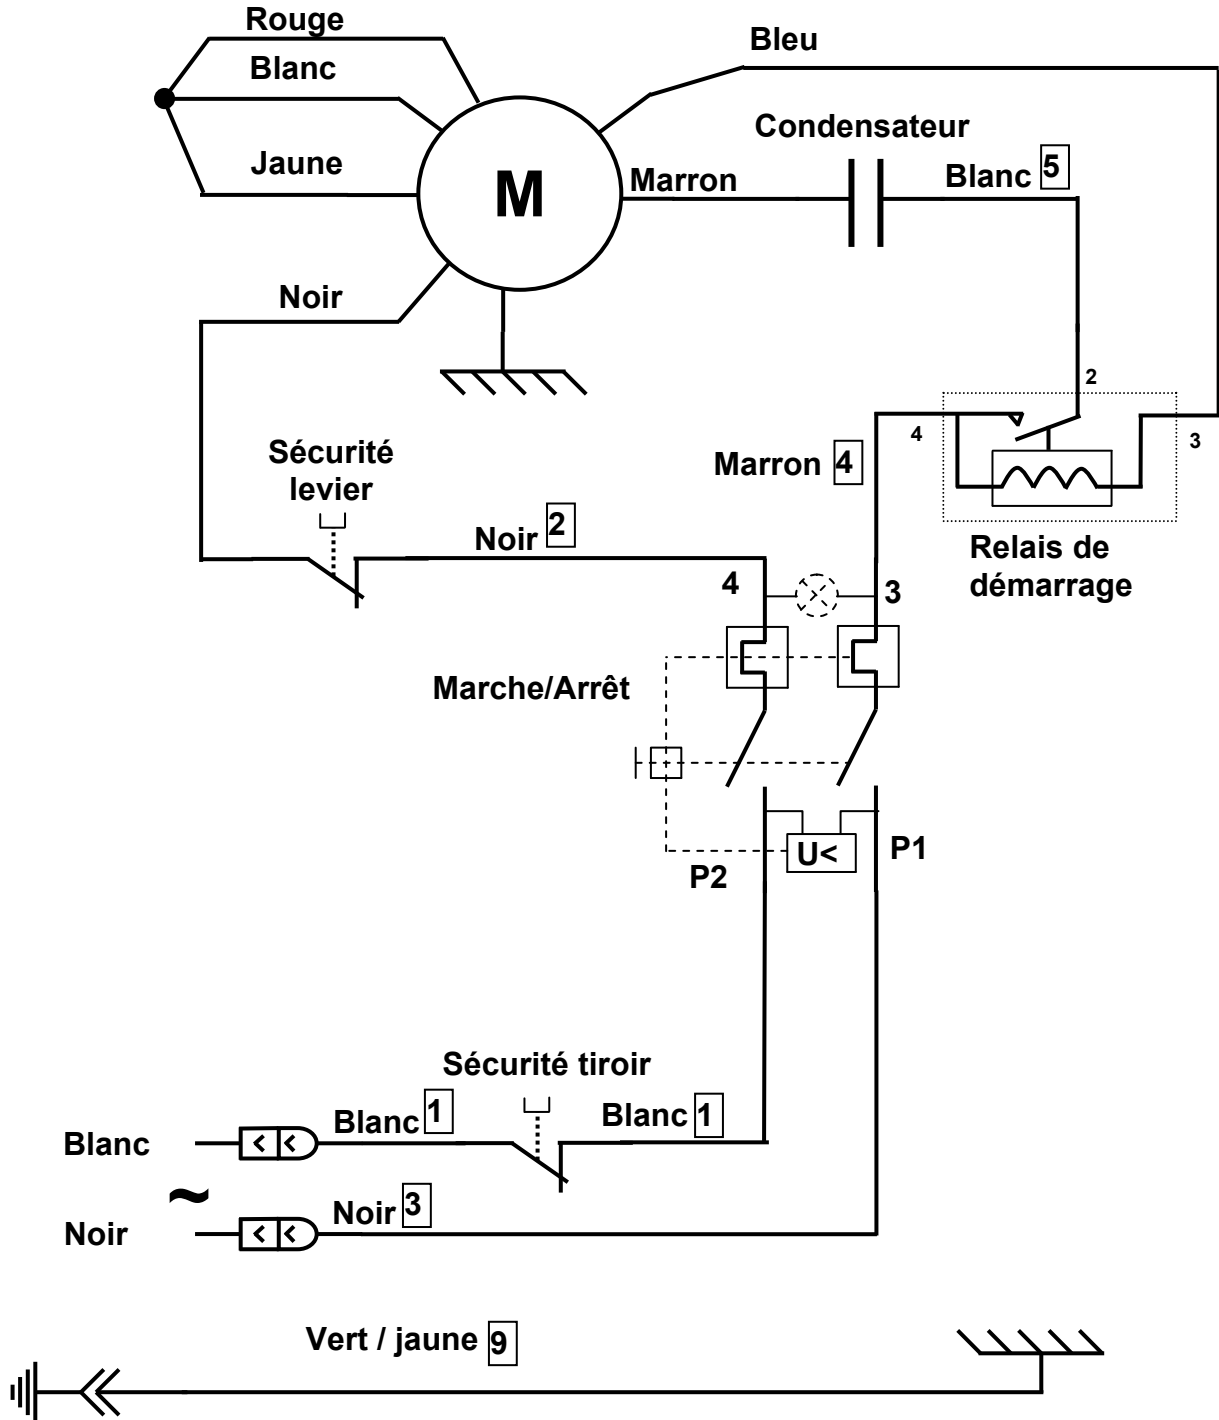 Rouge
Bleu
Blanc
Condensateur
Jaune
M
Marron
Blanc 5
Noir
2
4
3
Sécurité
levier
Marron 4
Noir 2
Relais de
démarrage
4
3
Marche/Arrêt
U<
P1
P2
Sécurité tiroir
Blanc 1
Blanc 1
Blanc
~
Noir 3
Noir
Vert / jaune 9